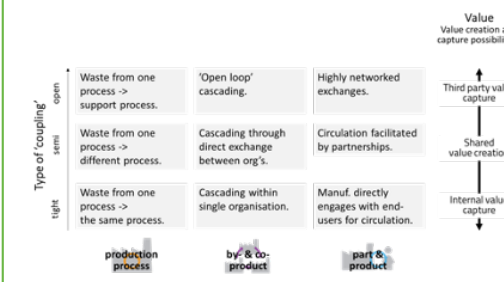 Value
Value creation a
capture possibili
Type of 'coupling'
open
Waste from one
process ->
support process.
'Open loop'
cascading.
Highly networked
exchanges.
Third party val
capture
semi
Waste from one
process ->
different process.
Cascading through
direct exchange
between org's.
Circulation facilitated
by partnerships.
Shared
value creation
tight
Waste from one
process ->
the same process.
Cascading within
single organisation.
Manuf. directly
engages with end-
users for circulation.
Internal value
capture
production
process
by- & co-
product
part &
product